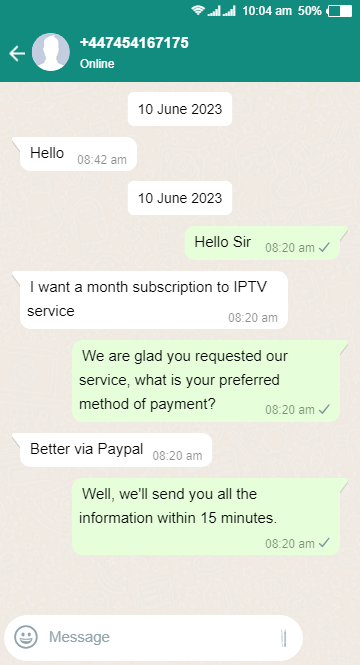 10:04 am 50%
+447454167175
Online
10 June 2023
Hello 08:42 am
10 June 2023
Hello Sir 08:20 am
I want a month subscription to IPTV
service
08:20 am
We are glad you requested our
service, what is your preferred
method of payment?
08:20 am
Better via Paypal 08:20 am
Well, we'll send you all the
information within 15 minutes.
08:20 am
Message